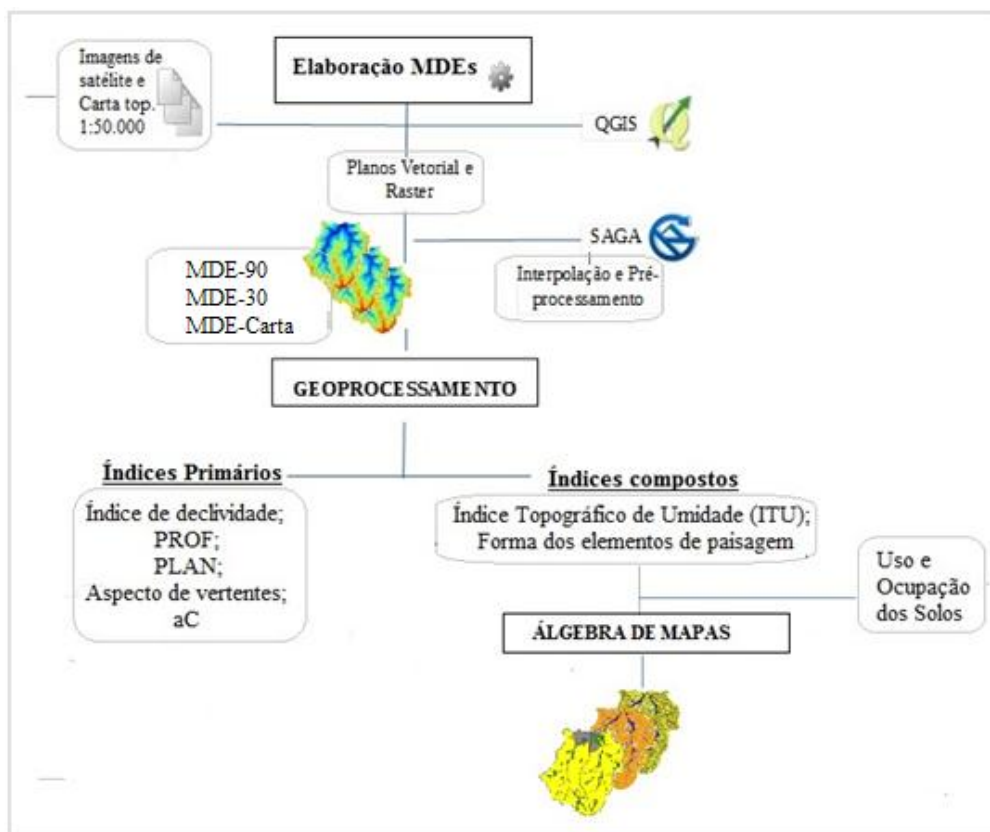 Imagens de
satélite e
Carta top.
1:50.000
Elaboração MDEs
QGIS
Planos Vetorial e
Raster
SAGA
Interpolação e Pré-
processamento
MDE-90
MDE-30
MDE-Carta
GEOPROCESSAMENTO
Índices Primários
Índice de declividade;
PROF;
PLAN;
Aspecto de vertentes;
aC
Índices compostos
Índice Topográfico de Umidade (ITU);
Forma dos elementos de paisagem
Uso e
Ocupação
dos Solos
ÁLGEBRA DE MAPAS